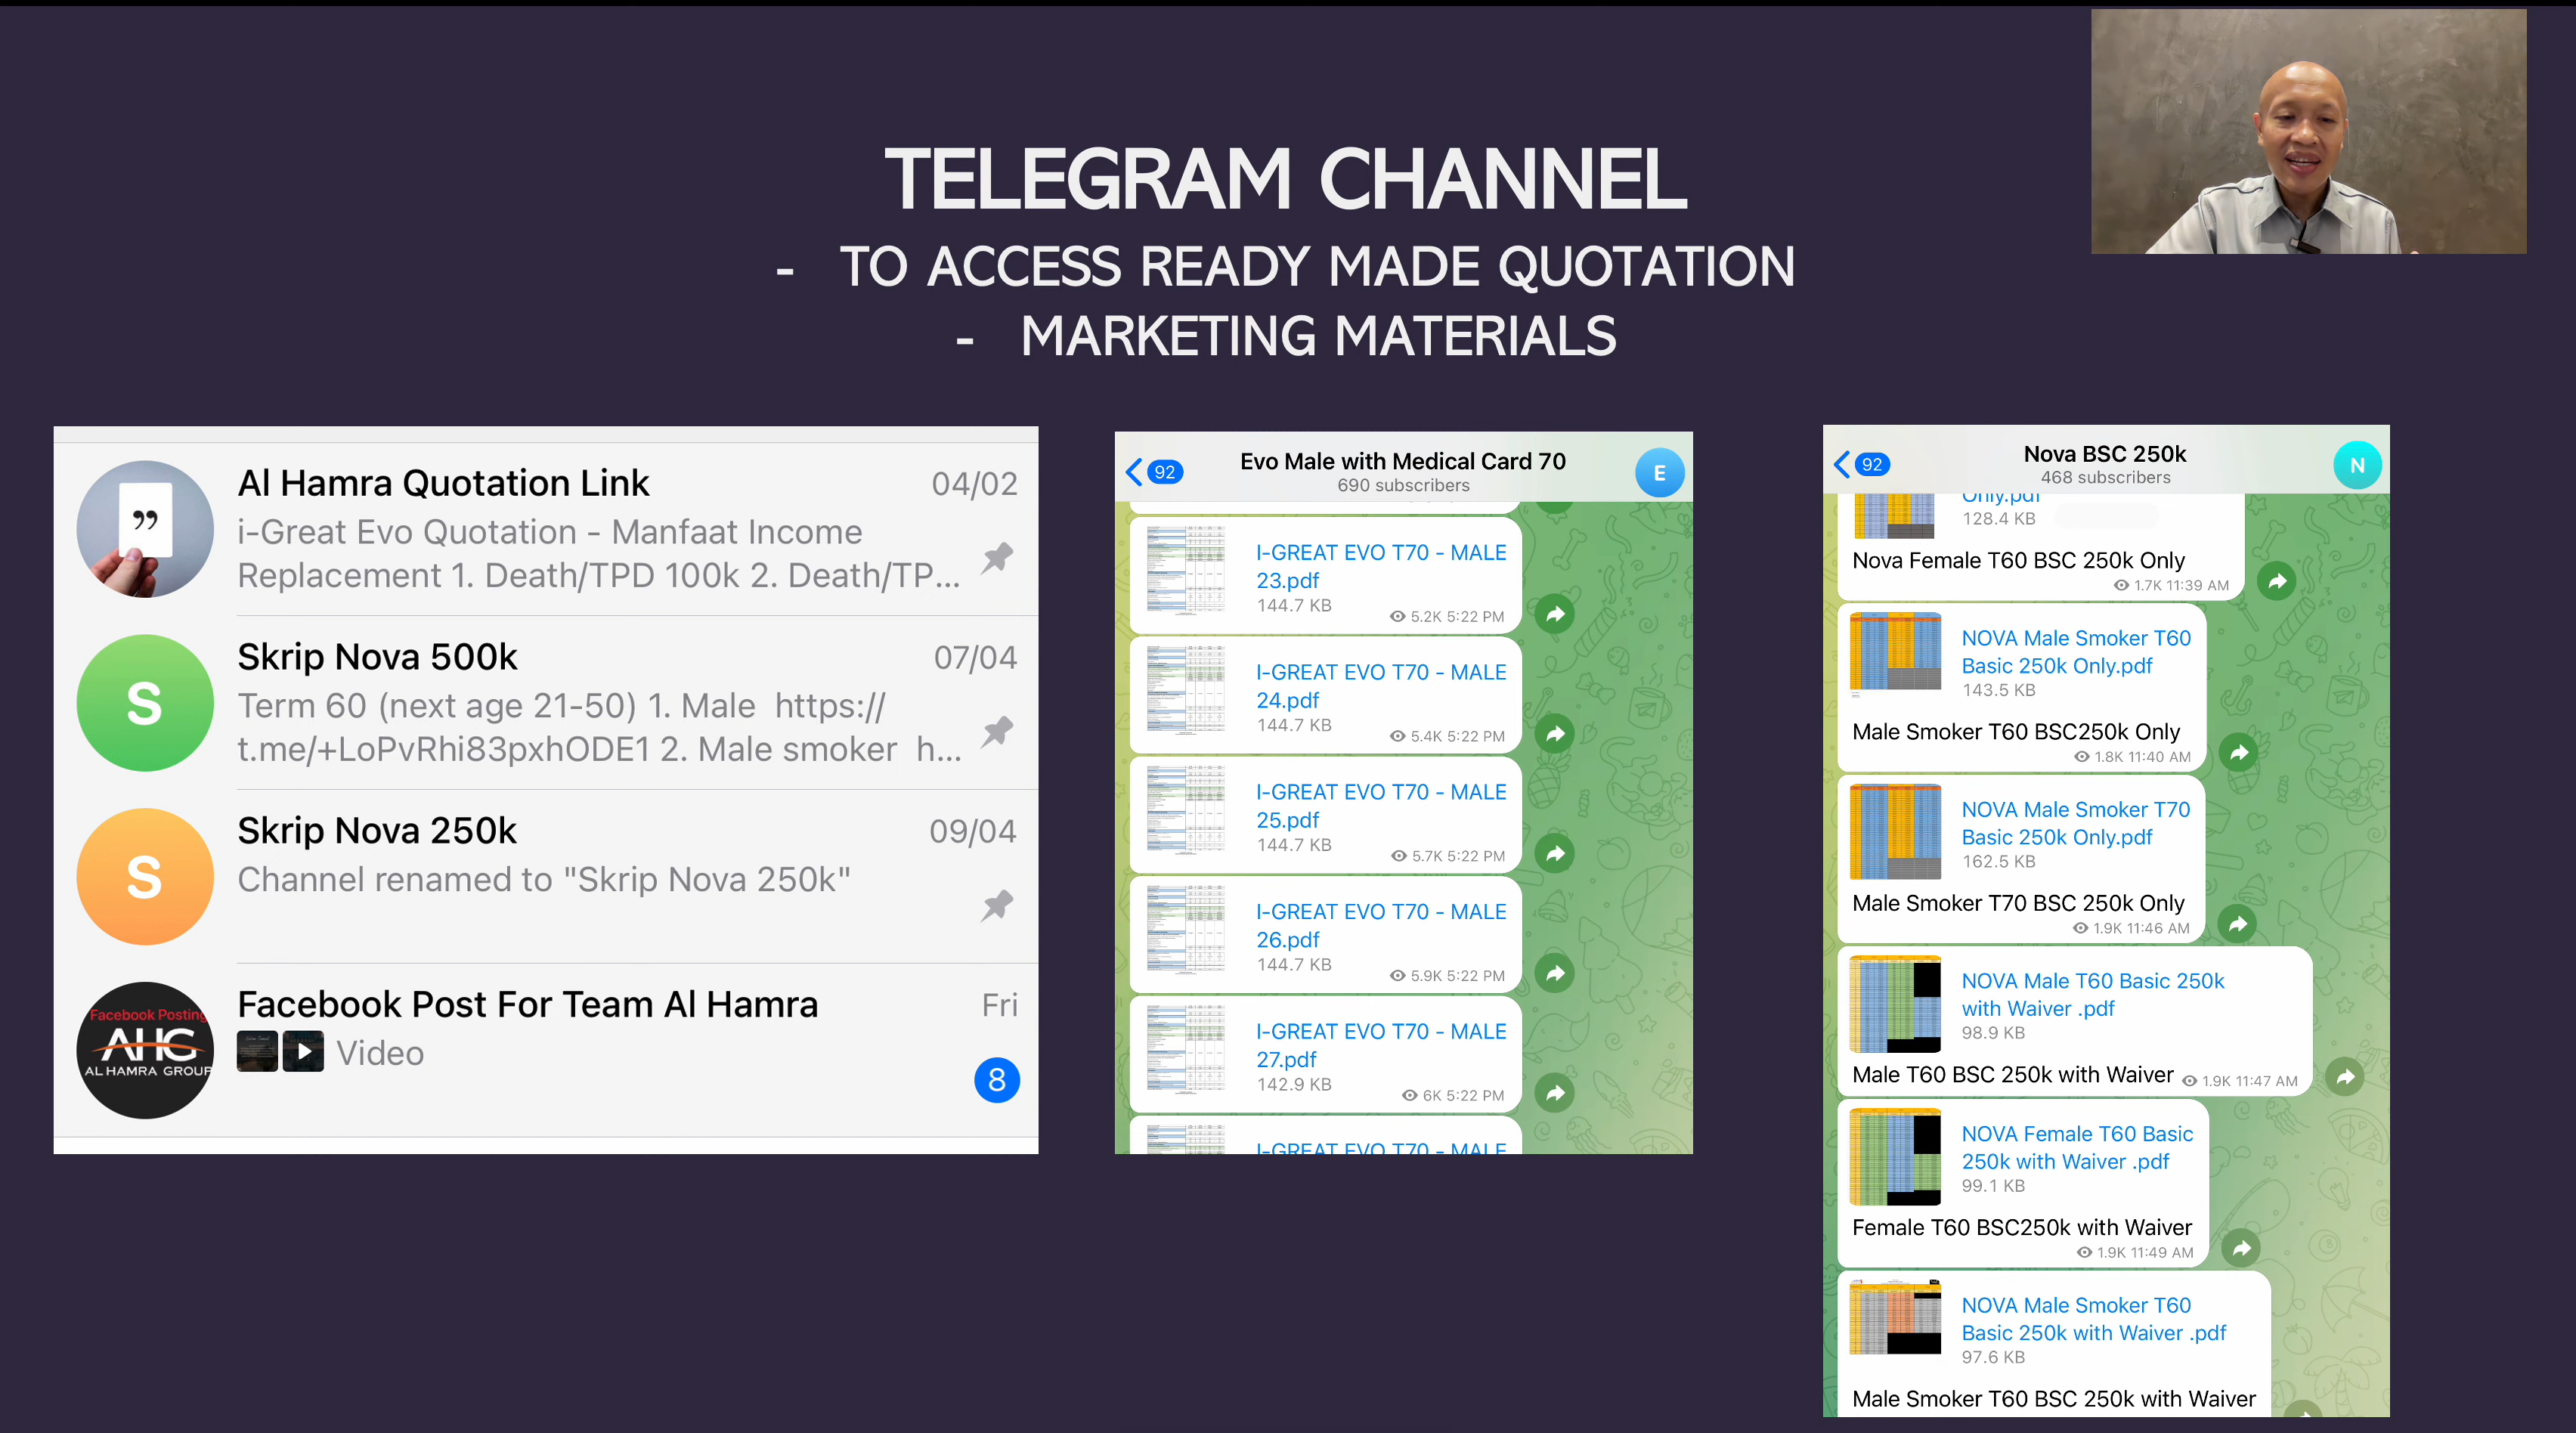 TELEGRAM CHANNEL
- TO ACCESS READY MADE QUOTATION
- MARKETING MATERIALS
Al Hamra Quotation Link 04/02
i-Great Evo Quotation - Manfaat Income
Replacement 1. Death/TPD 100k 2. Death/TP...
S
Skrip Nova 500k 07/04
Term 60 (next age 21-50) 1. Male https://
t.me/+LoPvRhi83pxhODE1 2. Male smoker h...
S
Skrip Nova 250k 09/04
Channel renamed to "Skrip Nova 250k"
Facebook Posting
AHG
AL HAMRA GROUP
Facebook Post For Team Al Hamra Fri
Video
8
92
Evo Male with Medical Card 70
690 subscribers
E
I-GREAT EVO T70 - MALE
23.pdf
144.7 KB
5.2K 5:22 PM
I-GREAT EVO T70 - MALE
24.pdf
144.7 KB
5.4K 5:22 PM
I-GREAT EVO T70 - MALE
25.pdf
144.7 KB
5.7K 5:22 PM
I-GREAT EVO T70 - MALE
26.pdf
144.7 KB
5.9K 5:22 PM
I-GREAT EVO T70 - MALE
27.pdf
142.9 KB
6K 5:22 PM
I-GREAT EVO T70 - MALE
92
Nova BSC 250k
468 subscribers
N
Only.pdf
128.4 KB
Nova Female T60 BSC 250k Only
1.7K 11:39 AM
NOVA Male Smoker T60
Basic 250k Only.pdf
143.5 KB
Male Smoker T60 BSC250k Only
1.8K 11:40 AM
NOVA Male Smoker T70
Basic 250k Only.pdf
162.5 KB
Male Smoker T70 BSC 250k Only
1.9K 11:46 AM
NOVA Male T60 Basic 250k
with Waiver .pdf
98.9 KB
Male T60 BSC 250k with Waiver 1.9K 11:47 AM
NOVA Female T60 Basic
250k with Waiver .pdf
99.1 KB
Female T60 BSC250k with Waiver
1.9K 11:49 AM
NOVA Male Smoker T60
Basic 250k with Waiver .pdf
97.6 KB
Male Smoker T60 BSC 250k with Waiver